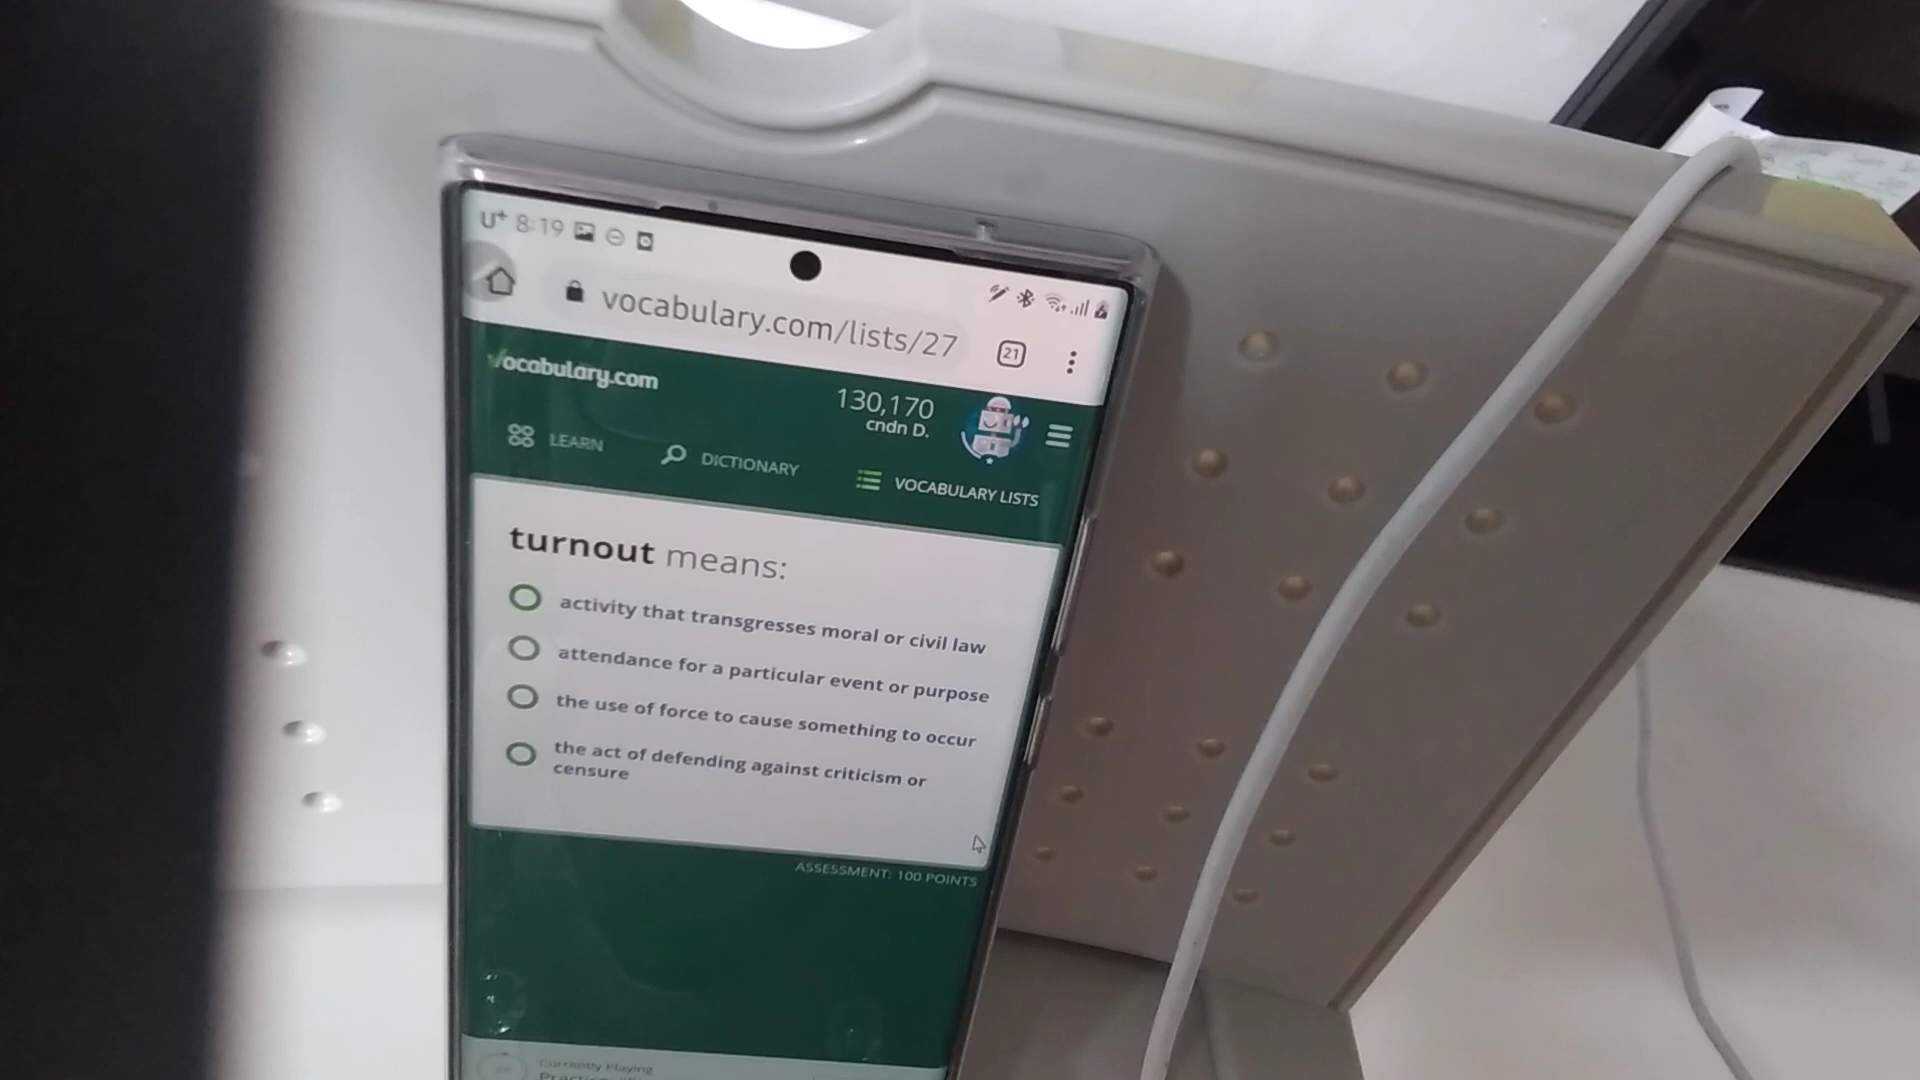 U+ 8:19
vocabulary.com/lists/27
21
Vocabulary.com
130,170
cndn D.
LEARN
DICTIONARY
VOCABULARY LISTS
turnout means:
activity that transgresses moral or civil law
attendance for a particular event or purpose
the use of force to cause something to occur
the act of defending against criticism or
censure
ASSESSMENT: 100 POINTS
Currently Playing